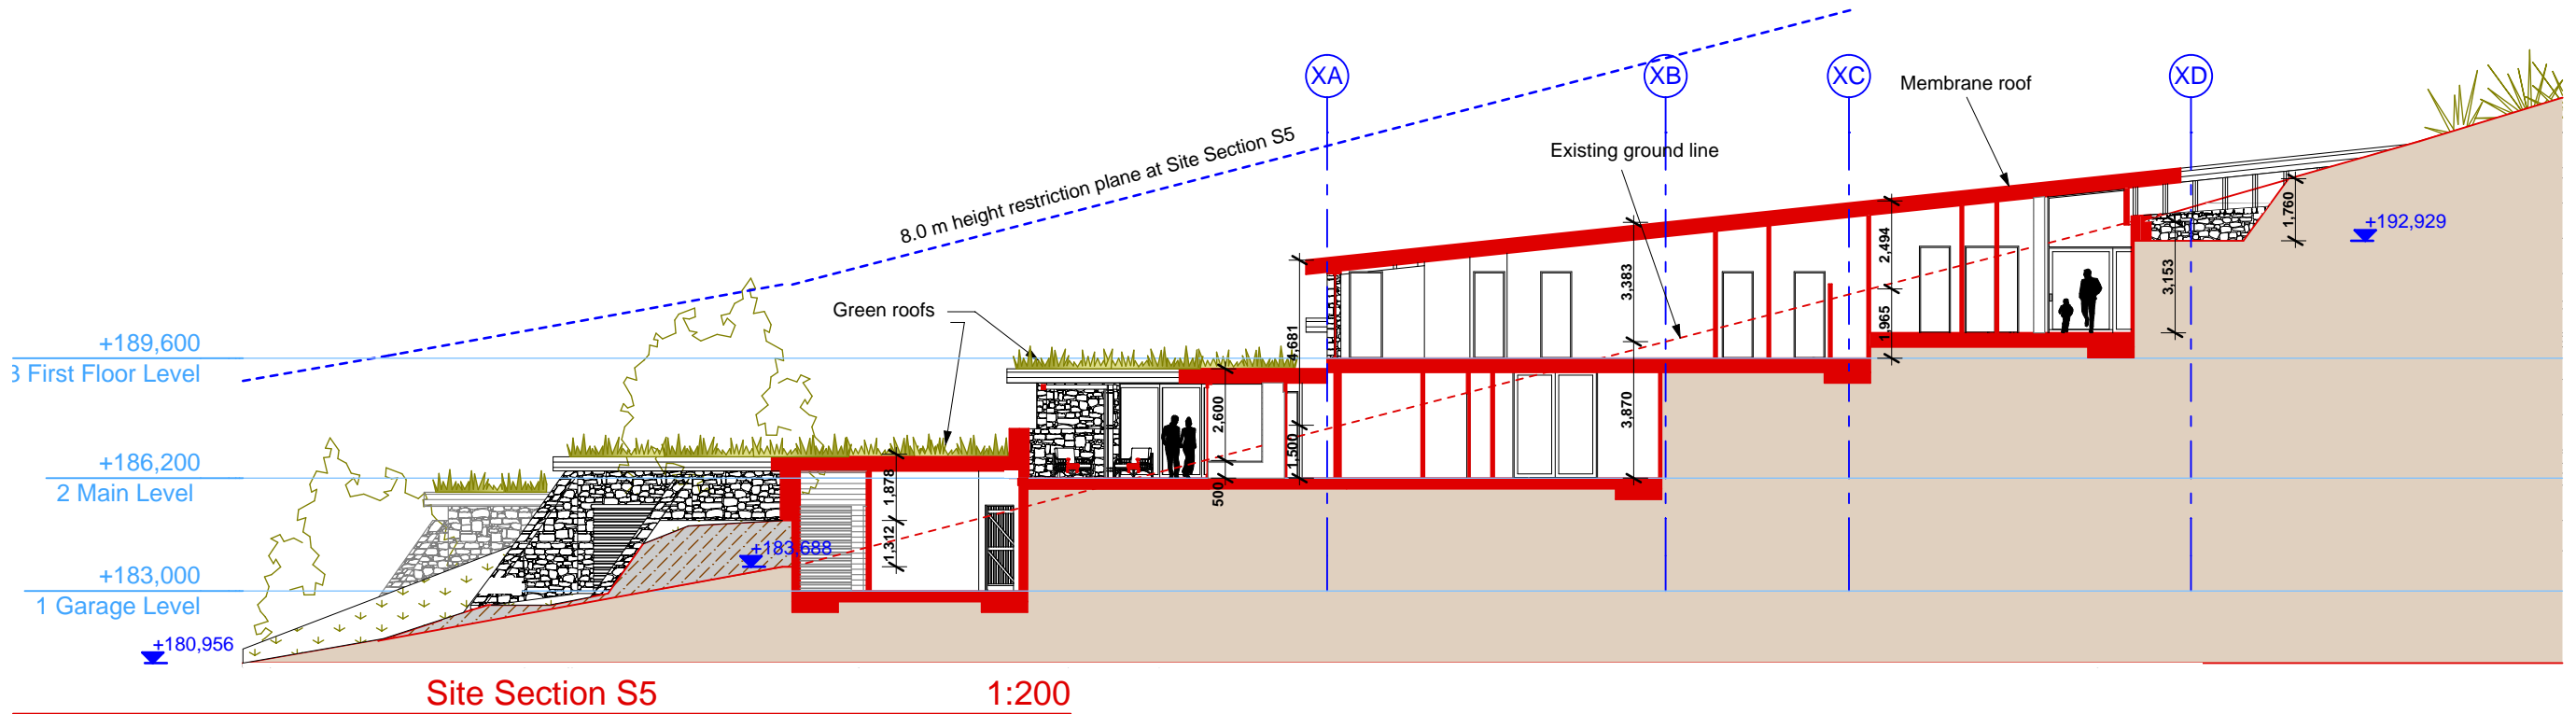 XA
XB
XC
XD
Membrane roof
8.0 m height restriction plane at Site Section S5
Existing ground line
1,760
+192,929
2,494
3,383
3,153
Green roofs
4,681
1,965
+189,600
First Floor Level
2,600
3,870
1,500
+186,200
2 Main Level
1,878
500
+183,688
1,312
+183,000
1 Garage Level
+180,956
Site Section S5
1:200